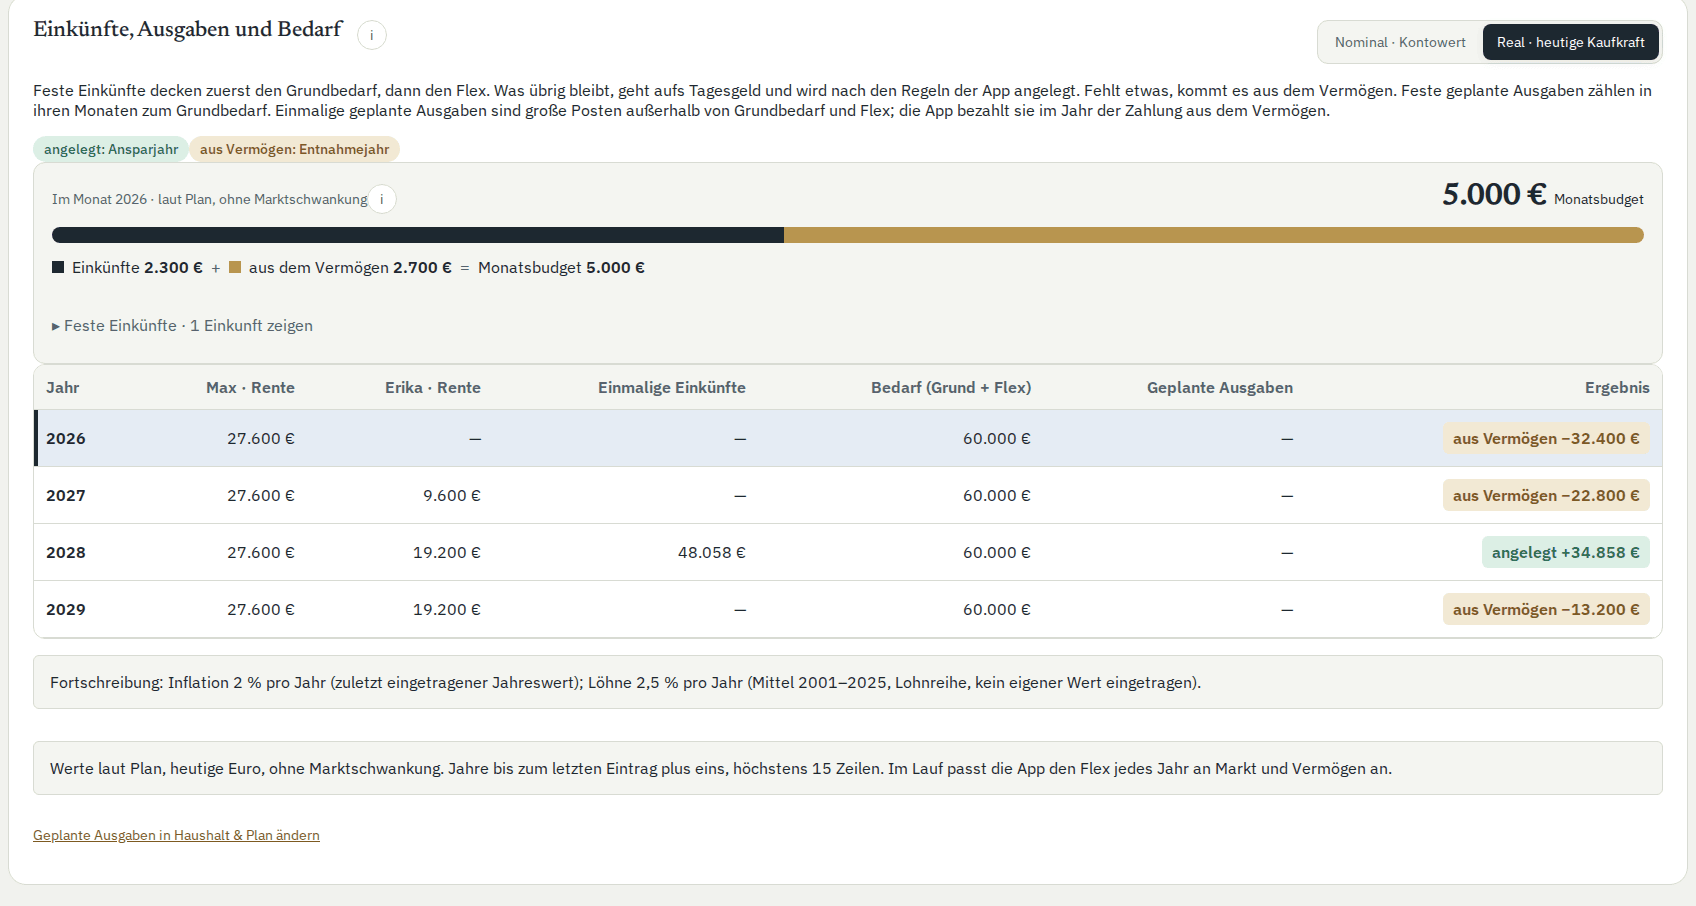 Einkünfte, Ausgaben und Bedarf
i
Nominal · Kontowert
Real · heutige Kaufkraft
Feste Einkünfte decken zuerst den Grundbedarf, dann den Flex. Was übrig bleibt, geht aufs Tagesgeld und wird nach den Regeln der App angelegt. Fehlt etwas, kommt es aus dem Vermögen. Feste geplante Ausgaben zählen in
ihren Monaten zum Grundbedarf. Einmalige geplante Ausgaben sind große Posten außerhalb von Grundbedarf und Flex; die App bezahlt sie im Jahr der Zahlung aus dem Vermögen.
angelegt: Ansparjahr aus Vermögen: Entnahmejahr
Im Monat 2026 · laut Plan, ohne Marktschwankung i
5.000 € Monatsbudget
Einkünfte 2.300 € + aus dem Vermögen 2.700 € = Monatsbudget 5.000 €
▸ Feste Einkünfte · 1 Einkunft zeigen
Jahr Max · Rente Erika · Rente Einmalige Einkünfte Bedarf (Grund + Flex) Geplante Ausgaben Ergebnis
2026 27.600 € — — 60.000 € — aus Vermögen −32.400 €
2027 27.600 € 9.600 € — 60.000 € — aus Vermögen −22.800 €
2028 27.600 € 19.200 € 48.058 € 60.000 € — angelegt +34.858 €
2029 27.600 € 19.200 € — 60.000 € — aus Vermögen −13.200 €
Fortschreibung: Inflation 2 % pro Jahr (zuletzt eingetragener Jahreswert); Löhne 2,5 % pro Jahr (Mittel 2001–2025, Lohnreihe, kein eigener Wert eingetragen).
Werte laut Plan, heutige Euro, ohne Marktschwankung. Jahre bis zum letzten Eintrag plus eins, höchstens 15 Zeilen. Im Lauf passt die App den Flex jedes Jahr an Markt und Vermögen an.
Geplante Ausgaben in Haushalt & Plan ändern